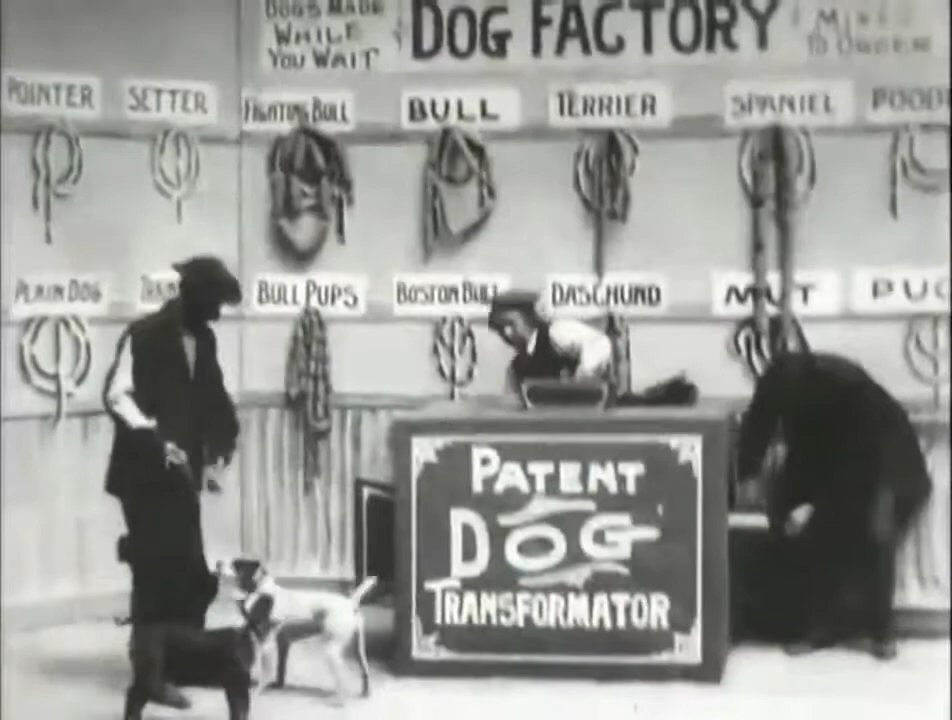 DOGS MADE
WHILE
YOU WAIT
DOG FACTORY
POINTER
SETTER
FIGHTING BULL
BULL
TERRIER
SPANIEL
PLAIN DOG
BULL PUPS
BOSTON BULL
DASCHUND
MUT
PATENT
DOG
TRANSFORMATOR